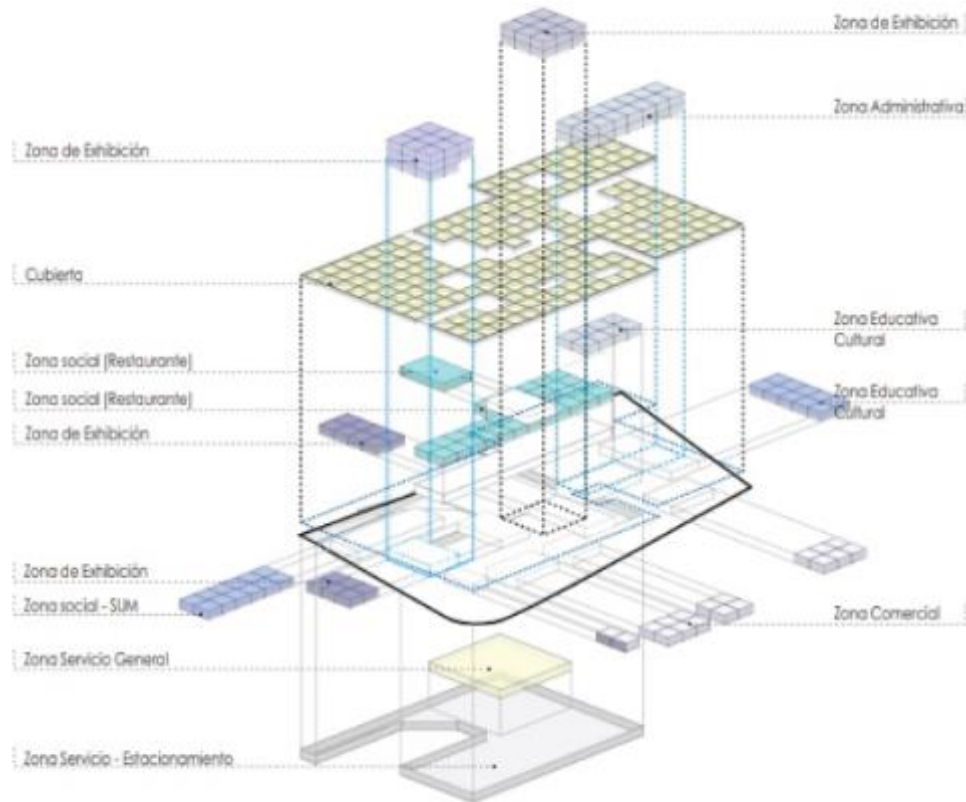 Zona de Exhibición
Zona Administrativa
Zona de Exhibición
Cubierta
Zona Educativa
Cultural
Zona social (Restaurante)
Zona social (Restaurante)
Zona Educativa
Cultural
Zona de Exhibición
Zona de Exhibición
Zona social - SUM
Zona Comercial
Zona Servicio General
Zona Servicio - Estacionamiento